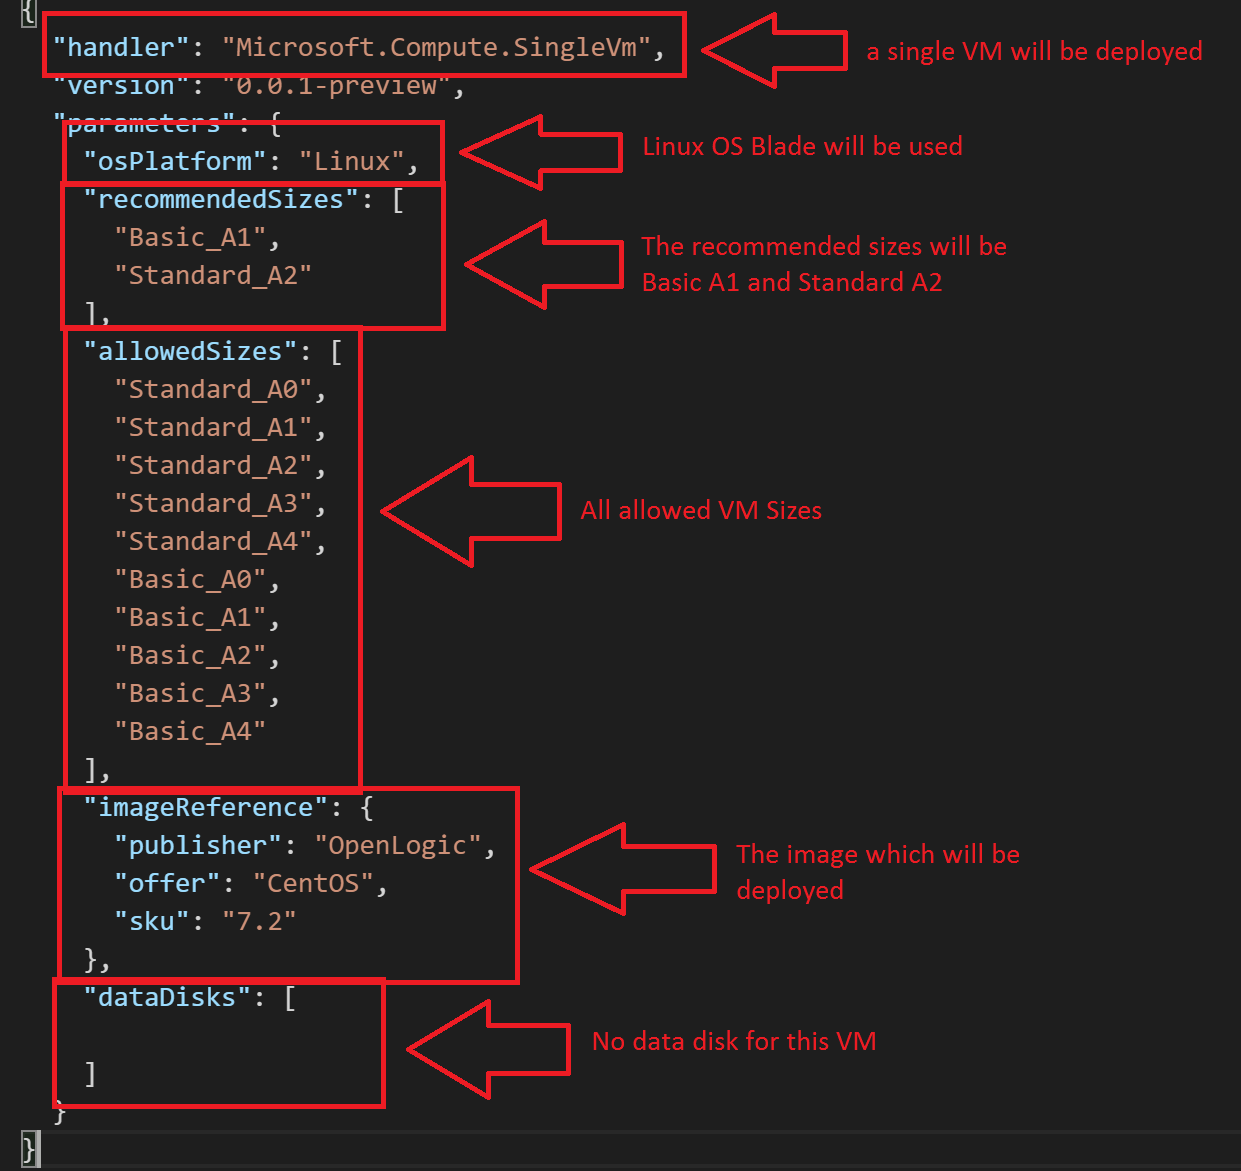 {
"handler": "Microsoft.Compute.SingleVm",
a single VM will be deployed
"version": "0.0.1-preview",
"parameters": {
"osPlatform": "Linux",
Linux OS Blade will be used
"recommendedSizes": [
"Basic_A1",
"Standard_A2"
],
The recommended sizes will be
Basic A1 and Standard A2
"allowedSizes": [
"Standard_A0",
"Standard_A1",
"Standard_A2",
"Standard_A3",
"Standard_A4",
"Basic_A0",
"Basic_A1",
"Basic_A2",
"Basic_A3",
"Basic_A4"
],
All allowed VM Sizes
"imageReference": {
"publisher": "OpenLogic",
"offer": "CentOS",
"sku": "7.2"
},
The image which will be
deployed
"dataDisks": [
]
No data disk for this VM
}
}